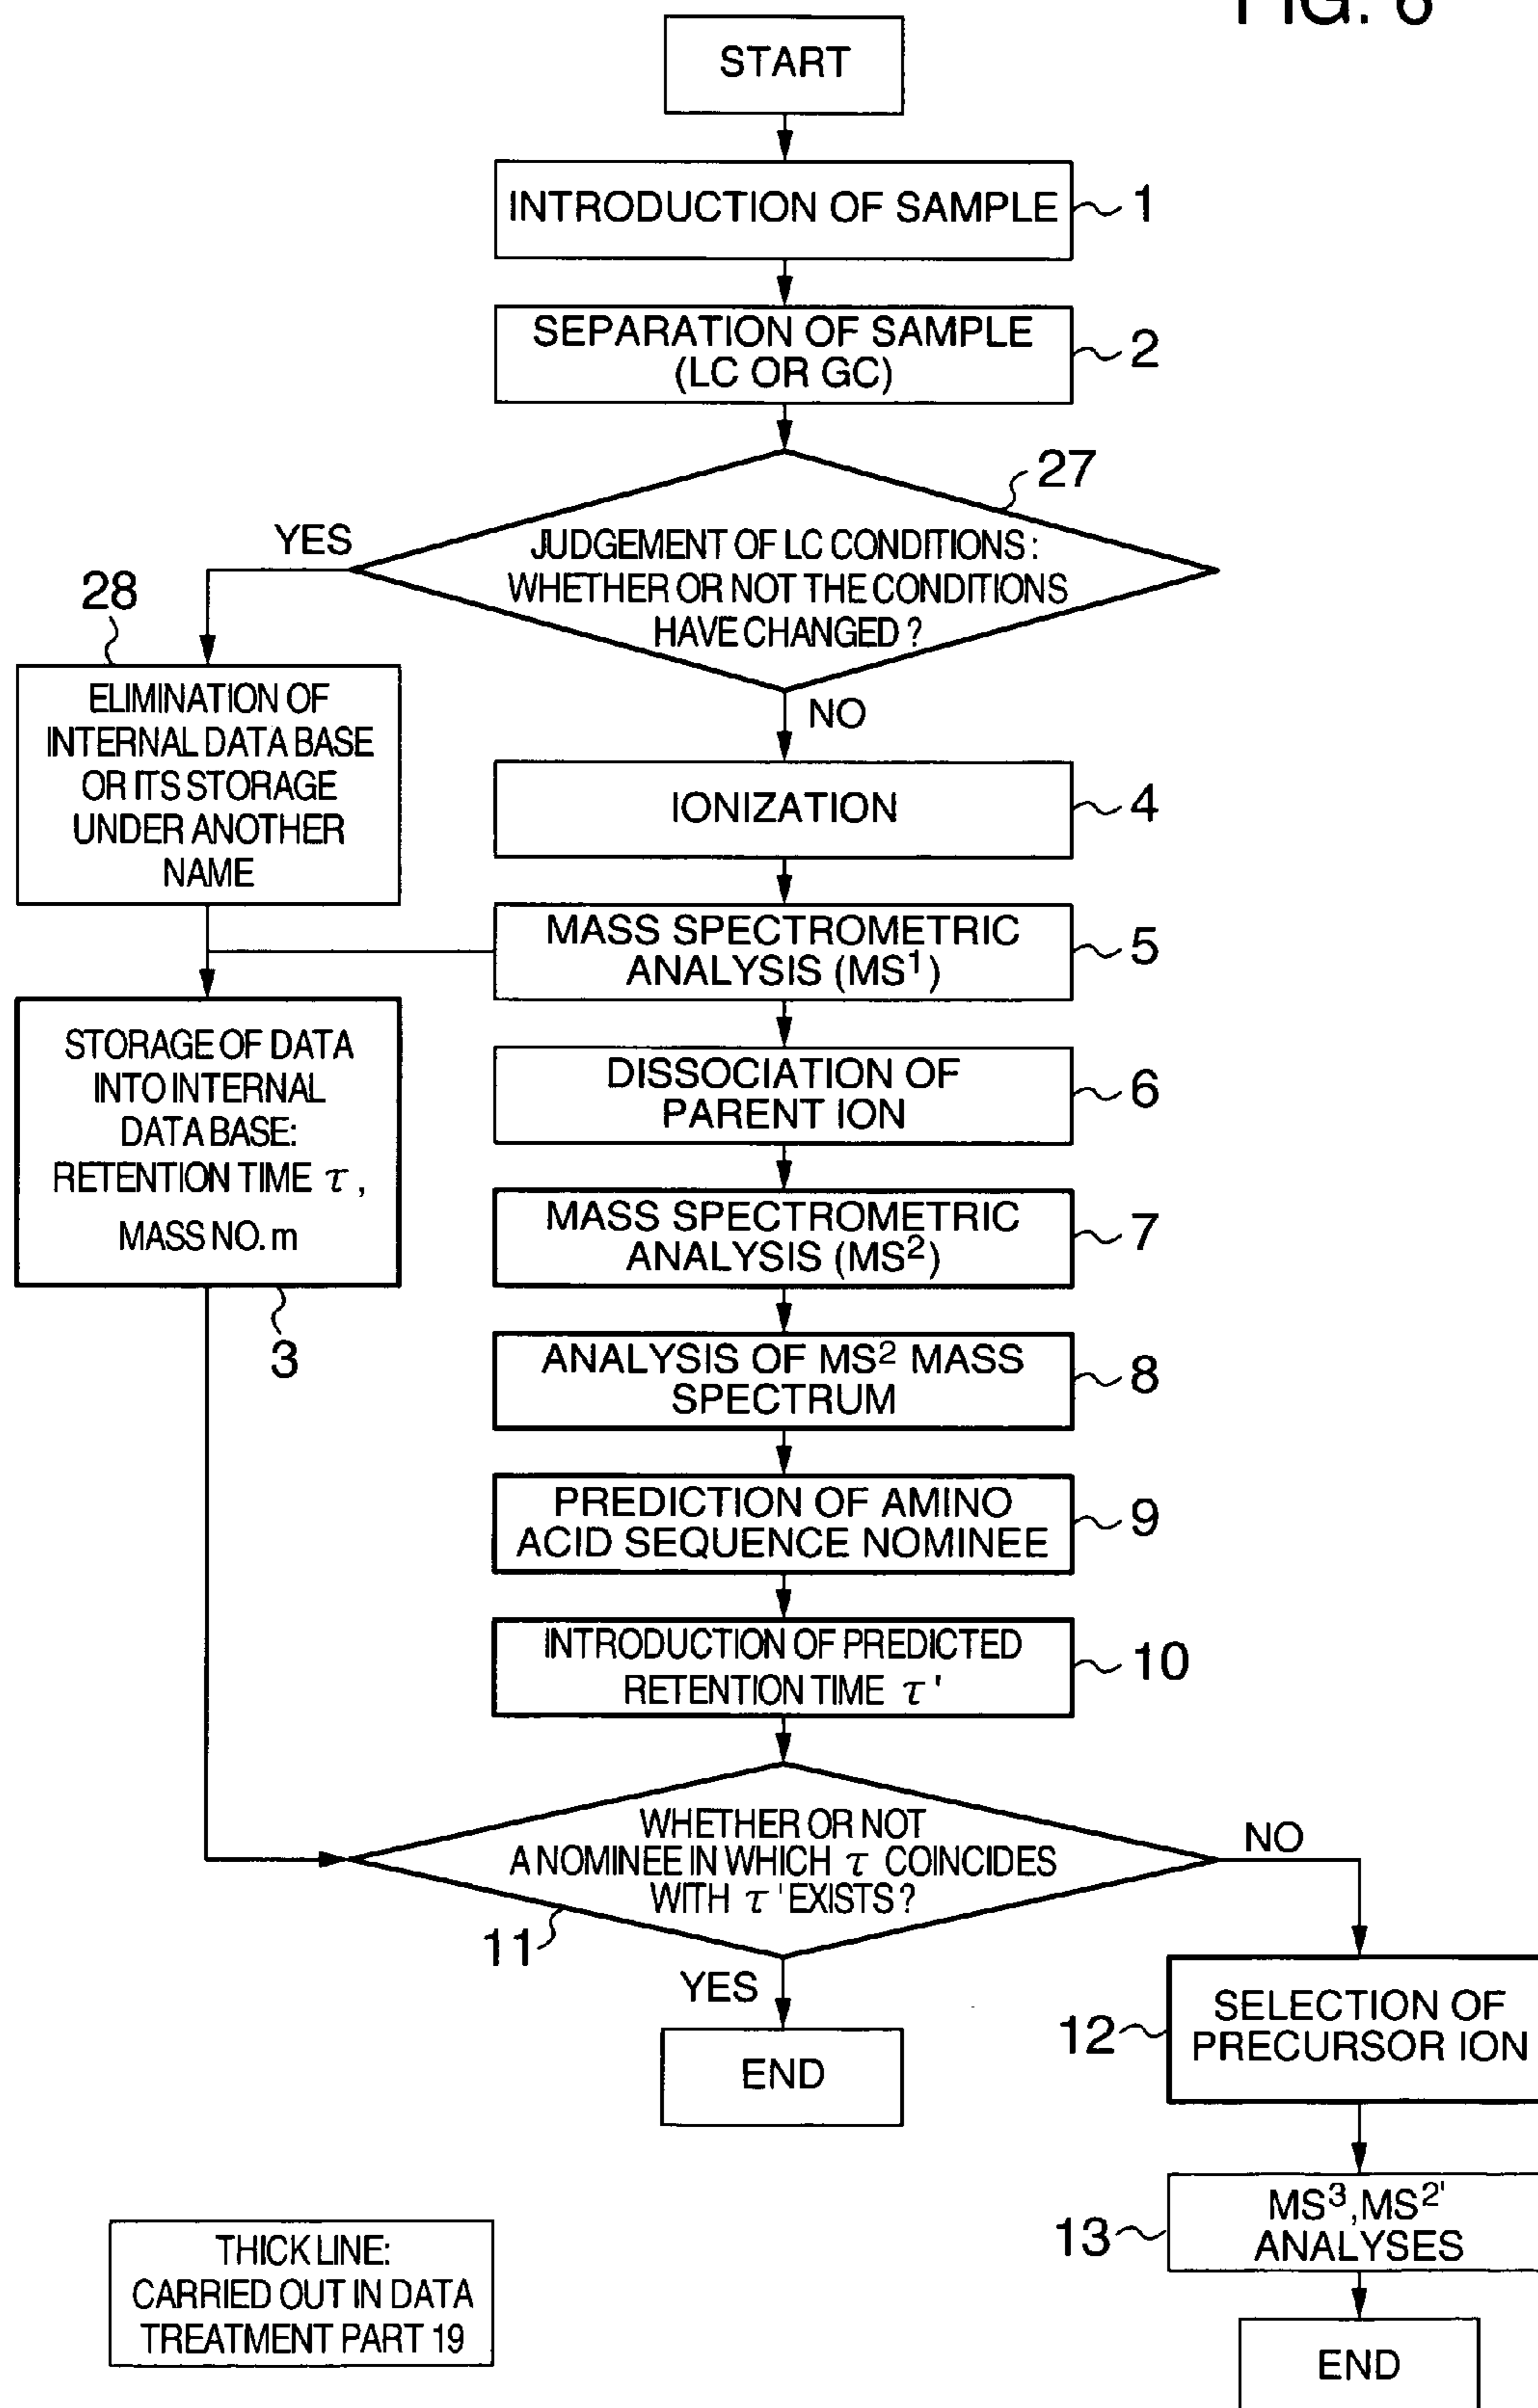 FIG. 6
START
INTRODUCTION OF SAMPLE
1
SEPARATION OF SAMPLE
(LC OR GC)
2
27
JUDGEMENT OF LC CONDITIONS:
WHETHER OR NOT THE CONDITIONS
HAVE CHANGED?
YES
NO
28
ELIMINATION OF
INTERNAL DATA BASE
OR ITS STORAGE
UNDER ANOTHER
NAME
IONIZATION
4
MASS SPECTROMETRIC
ANALYSIS (MS¹)
5
STORAGE OF DATA
INTO INTERNAL
DATA BASE:
RETENTION TIME τ,
MASS NO. m
3
DISSOCIATION OF
PARENT ION
6
MASS SPECTROMETRIC
ANALYSIS (MS²)
7
ANALYSIS OF MS² MASS
SPECTRUM
8
PREDICTION OF AMINO
ACID SEQUENCE NOMINEE
9
INTRODUCTION OF PREDICTED
RETENTION TIME τ'
10
WHETHER OR NOT
A NOMINEE IN WHICH τ COINCIDES
WITH τ' EXISTS?
11
NO
YES
END
SELECTION OF
PRECURSOR ION
12
MS³,MS²'
ANALYSES
13
END
THICK LINE:
CARRIED OUT IN DATA
TREATMENT PART 19